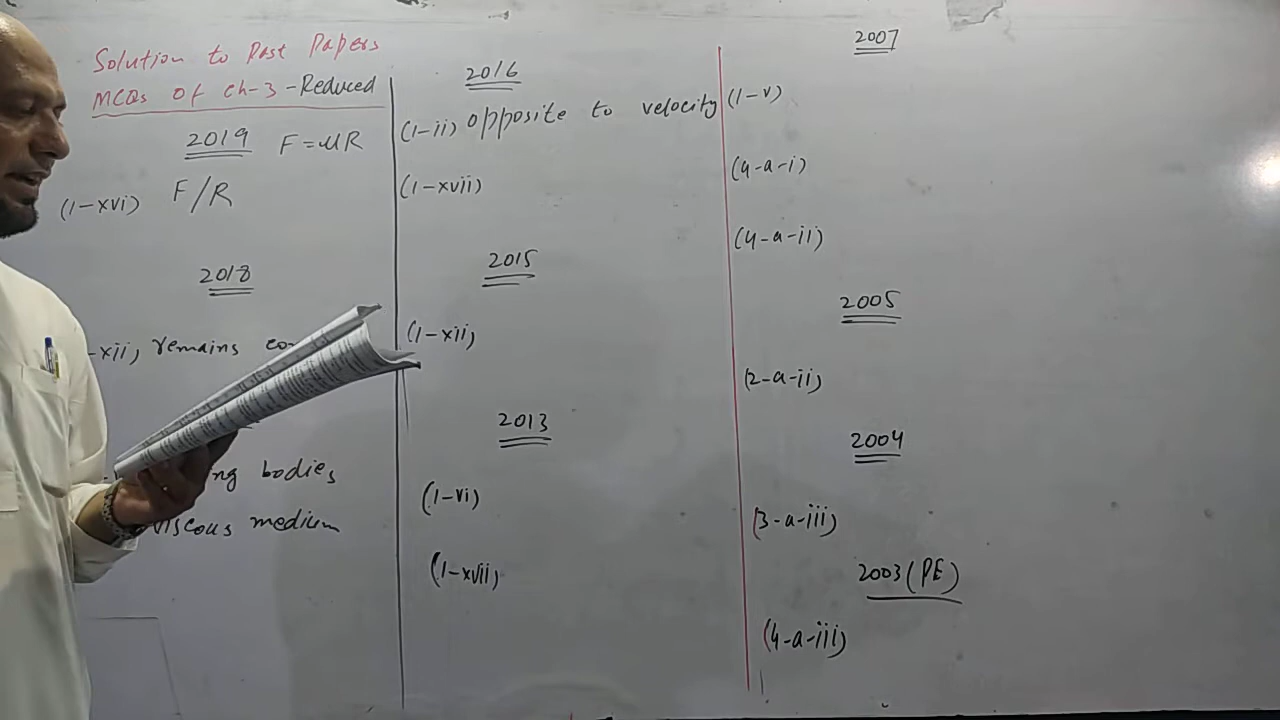 Solution to Past Papers
MCQs of Ch-3-Reduced
2019 F=μR
(1-xvi) F/R
2018
-xii) remains
ng bodies
viscous medium
2016
(1-ii) opposite to velocity
(1-xvii)
2015
(1-xii)
2013
(1-vi)
(1-xvii)
2007
(1-v)
(4-a-i)
(4-a-ii)
2005
(2-a-ii)
2004
(3-a-iii)
2003(PE)
(4-a-iii)